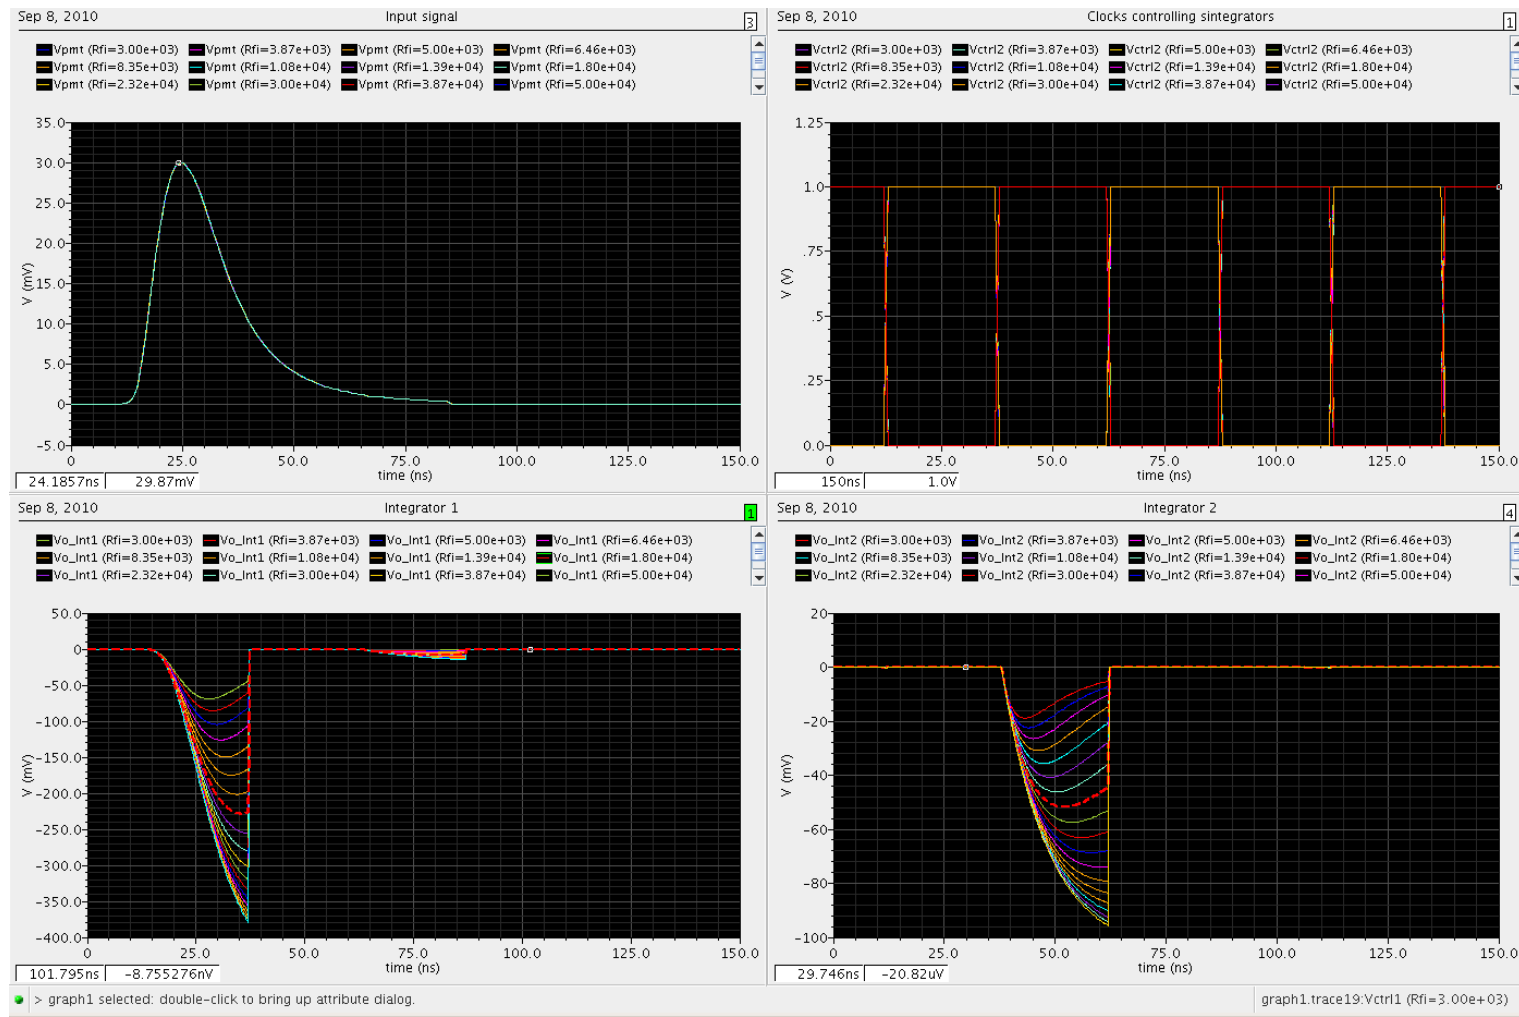 Sep 8, 2010 Input signal 3
Vpmt (Rfi=3.00e+03) Vpmt (Rfi=3.87e+03) Vpmt (Rfi=5.00e+03) Vpmt (Rfi=6.46e+03)
Vpmt (Rfi=8.35e+03) Vpmt (Rfi=1.08e+04) Vpmt (Rfi=1.39e+04) Vpmt (Rfi=1.80e+04)
Vpmt (Rfi=2.32e+04) Vpmt (Rfi=3.00e+04) Vpmt (Rfi=3.87e+04) Vpmt (Rfi=5.00e+04)
35.0
30.0
25.0
20.0
15.0
10.0
5.0
0
-5.0
V (mV)
0 25.0 50.0 75.0 100.0 125.0 150.0
time (ns)
24.1857ns 29.87mV
Sep 8, 2010 Clocks controlling sintegrators 1
Vctrl2 (Rfi=3.00e+03) Vctrl2 (Rfi=3.87e+03) Vctrl2 (Rfi=5.00e+03) Vctrl2 (Rfi=6.46e+03)
Vctrl2 (Rfi=8.35e+03) Vctrl2 (Rfi=1.08e+04) Vctrl2 (Rfi=1.39e+04) Vctrl2 (Rfi=1.80e+04)
Vctrl2 (Rfi=2.32e+04) Vctrl2 (Rfi=3.00e+04) Vctrl2 (Rfi=3.87e+04) Vctrl2 (Rfi=5.00e+04)
1.25
1.0
.75
.5
.25
0.0
V (V)
0 25.0 50.0 75.0 100.0 125.0 150.0
time (ns)
150ns 1.0V
Sep 8, 2010 Integrator 1 1
Vo_Int1 (Rfi=3.00e+03) Vo_Int1 (Rfi=3.87e+03) Vo_Int1 (Rfi=5.00e+03) Vo_Int1 (Rfi=6.46e+03)
Vo_Int1 (Rfi=8.35e+03) Vo_Int1 (Rfi=1.08e+04) Vo_Int1 (Rfi=1.39e+04) Vo_Int1 (Rfi=1.80e+04)
Vo_Int1 (Rfi=2.32e+04) Vo_Int1 (Rfi=3.00e+04) Vo_Int1 (Rfi=3.87e+04) Vo_Int1 (Rfi=5.00e+04)
50.0
0
-50.0
-100.0
-150.0
-200.0
-250.0
-300.0
-350.0
-400.0
V (mV)
0 25.0 50.0 75.0 100.0 125.0 150.0
time (ns)
101.795ns -8.755276nV
Sep 8, 2010 Integrator 2 4
Vo_Int2 (Rfi=3.00e+03) Vo_Int2 (Rfi=3.87e+03) Vo_Int2 (Rfi=5.00e+03) Vo_Int2 (Rfi=6.46e+03)
Vo_Int2 (Rfi=8.35e+03) Vo_Int2 (Rfi=1.08e+04) Vo_Int2 (Rfi=1.39e+04) Vo_Int2 (Rfi=1.80e+04)
Vo_Int2 (Rfi=2.32e+04) Vo_Int2 (Rfi=3.00e+04) Vo_Int2 (Rfi=3.87e+04) Vo_Int2 (Rfi=5.00e+04)
20
0
-20
-40
-60
-80
-100
V (mV)
0 25.0 50.0 75.0 100.0 125.0 150.0
time (ns)
29.746ns -20.82uV
> graph1 selected: double-click to bring up attribute dialog. graph1.trace19:Vctrl1 (Rfi=3.00e+03)